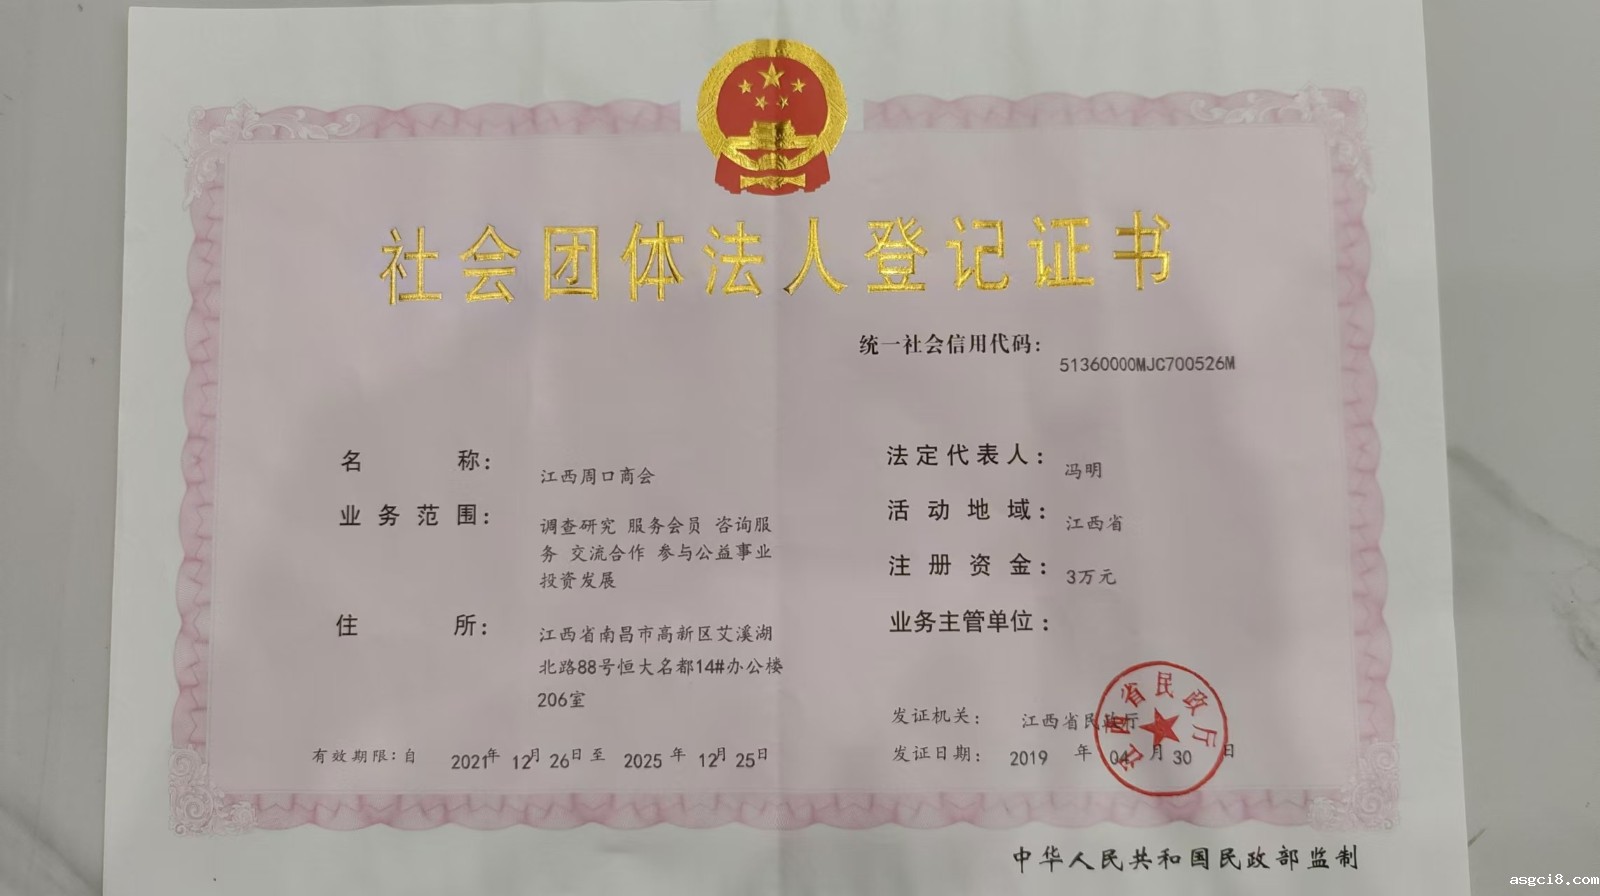 社会团体法人登记证书
统一社会信用代码：
51360000MJC700526M
名称：
江西周口商会
业务范围：
调查研究 服务会员 咨询服
务 交流合作 参与公益事业
投资发展
住所：
江西省南昌市高新区艾溪湖
北路88号恒大名都14#办公楼
206室
有效期限：自 2021年 12月 26日 至 2025 年 12月 25日
法定代表人：
冯明
活动地域：
江西省
注册资金：
3万元
业务主管单位：
发证机关： 江西省民政厅
发证日期： 2019 年 04 月 30 日
江西省民政厅
中华人民共和国民政部监制
asgci8.com